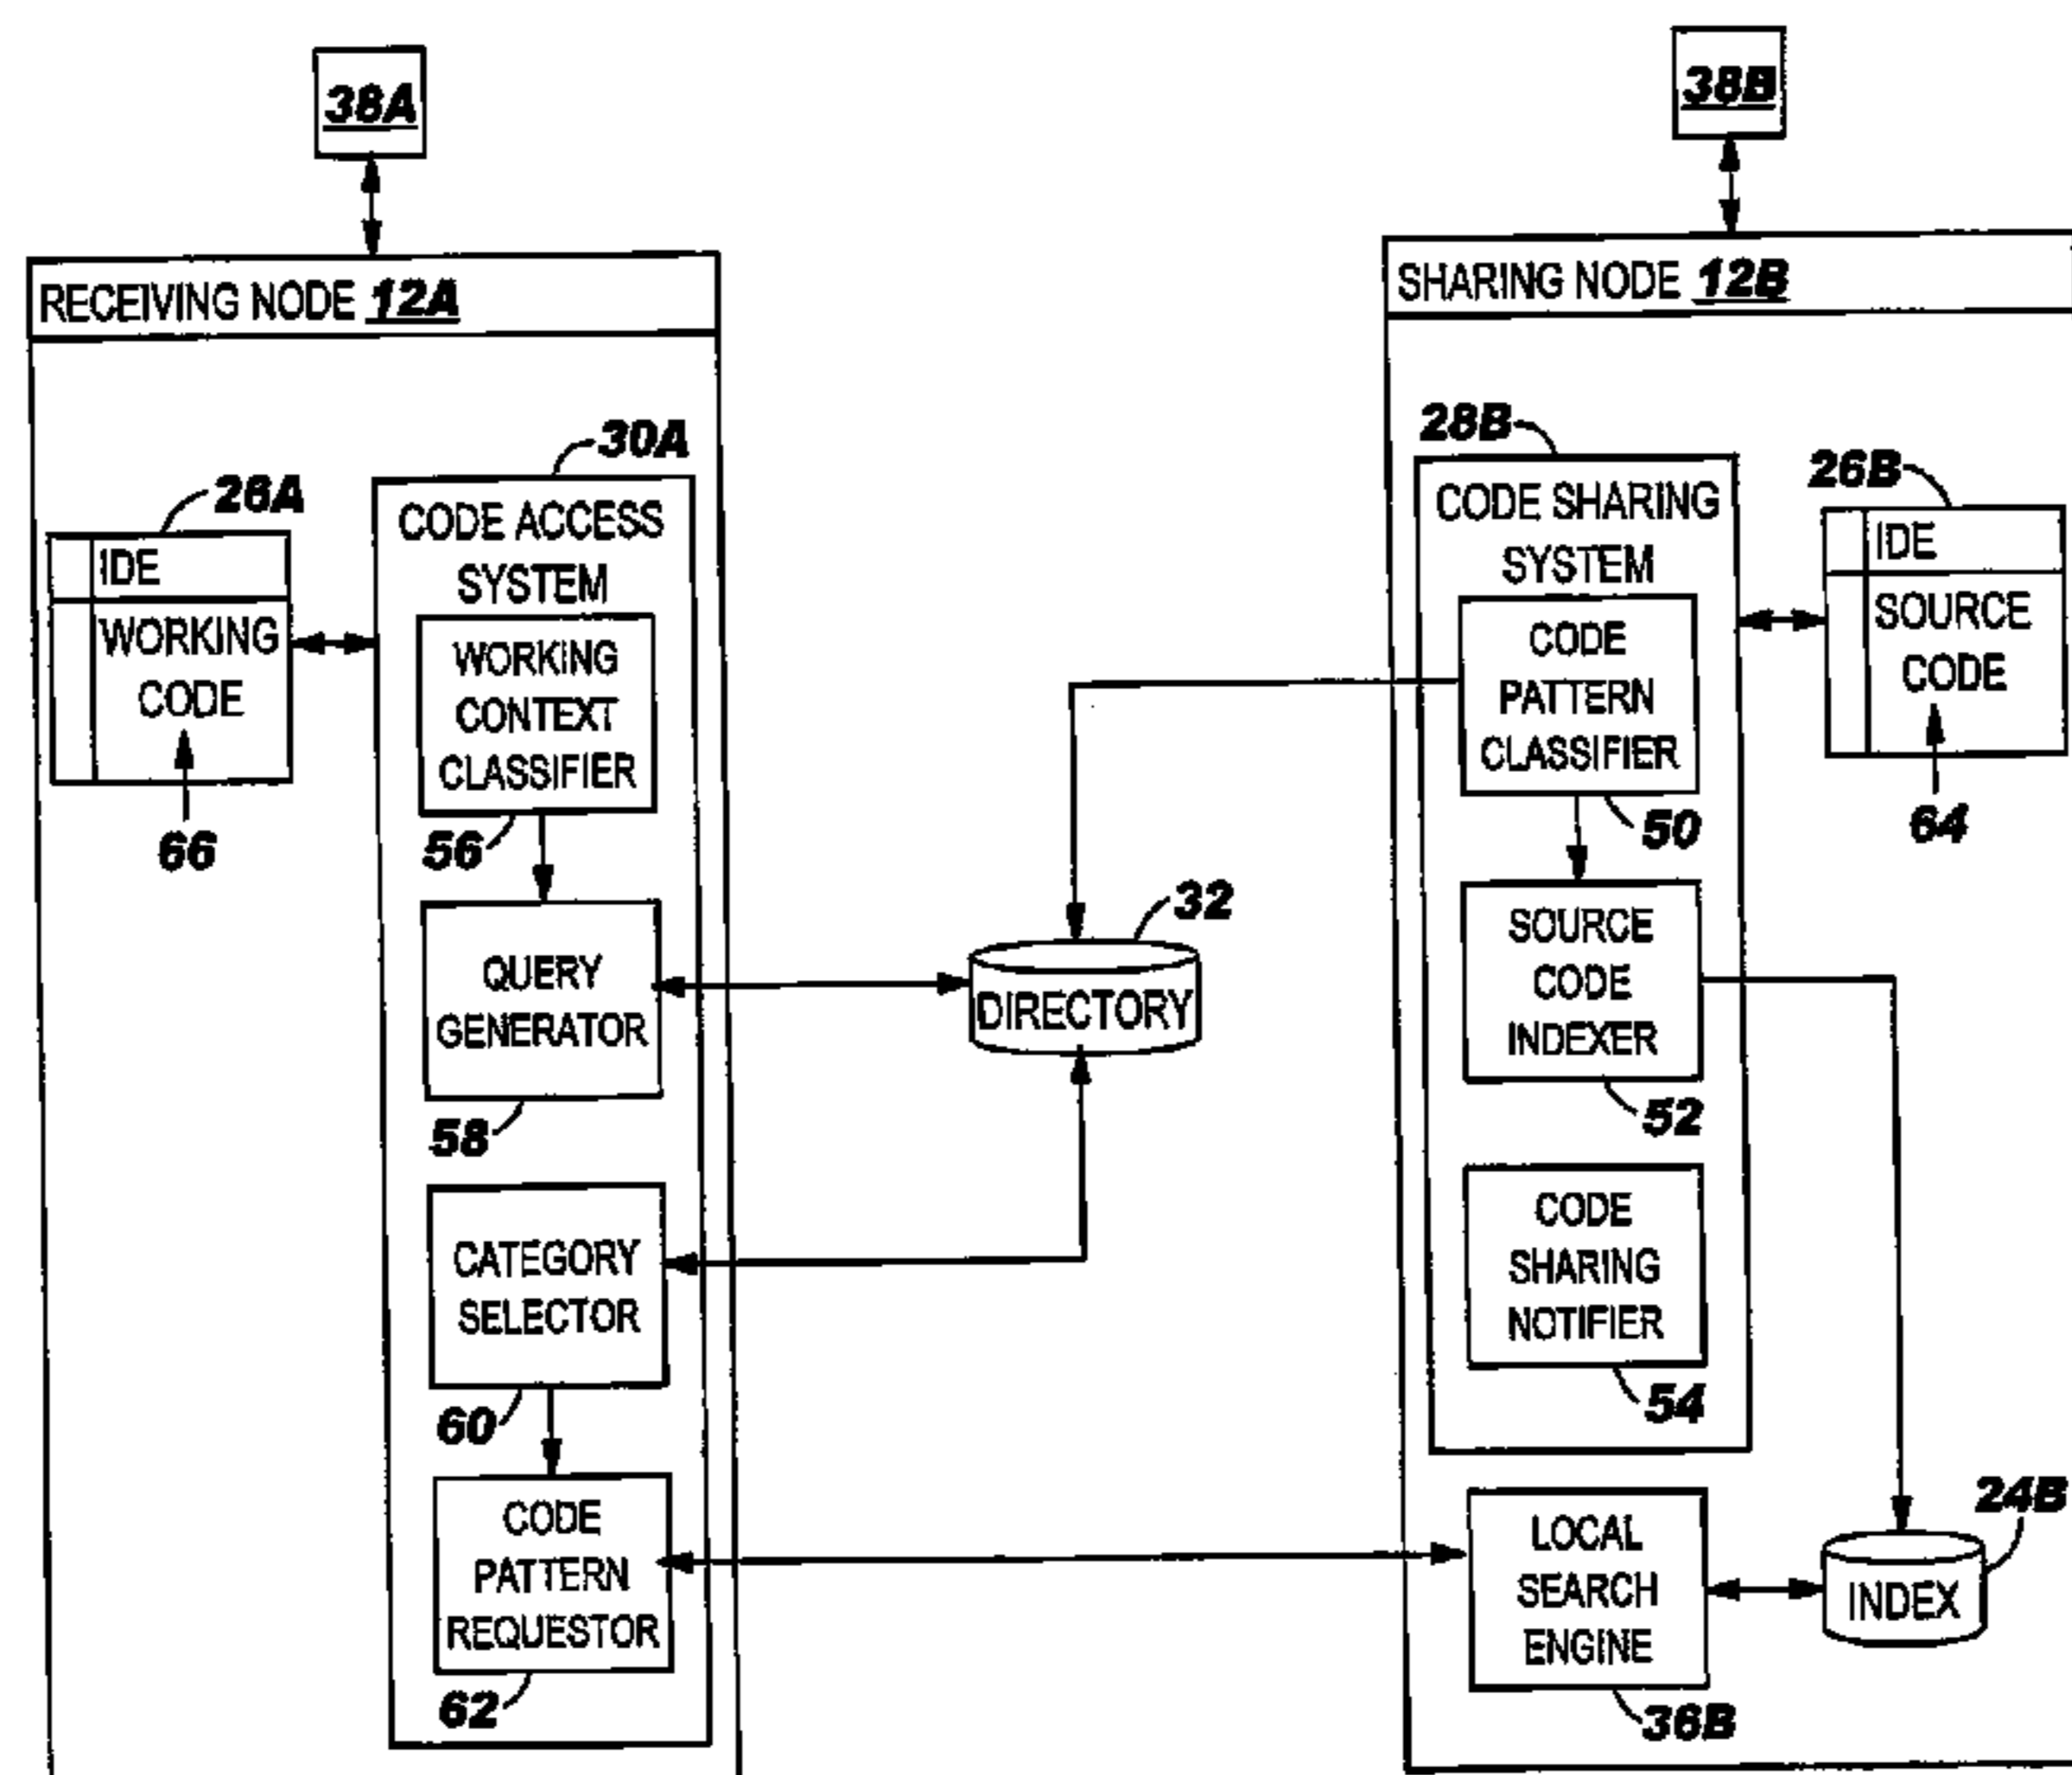 38A
38B
RECEIVING NODE 12A
SHARING NODE 12B
30A
26A
IDE
WORKING
CODE
66
CODE ACCESS
SYSTEM
WORKING
CONTEXT
CLASSIFIER
56
QUERY
GENERATOR
58
CATEGORY
SELECTOR
60
CODE
PATTERN
REQUESTOR
62
32
DIRECTORY
28B
CODE SHARING
SYSTEM
CODE
PATTERN
CLASSIFIER
50
SOURCE
CODE
INDEXER
52
CODE
SHARING
NOTIFIER
54
26B
IDE
SOURCE
CODE
64
LOCAL
SEARCH
ENGINE
36B
24B
INDEX